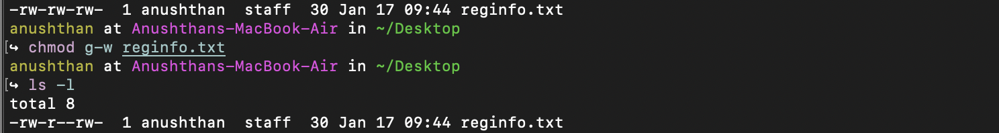 -rw-rw-rw-  1 anushthan  staff  30 Jan 17 09:44 reginfo.txt
anushthan at Anushthans-MacBook-Air in ~/Desktop
[↪ chmod g-w reginfo.txt
anushthan at Anushthans-MacBook-Air in ~/Desktop
[↪ ls -l
total 8
-rw-r--rw-  1 anushthan  staff  30 Jan 17 09:44 reginfo.txt